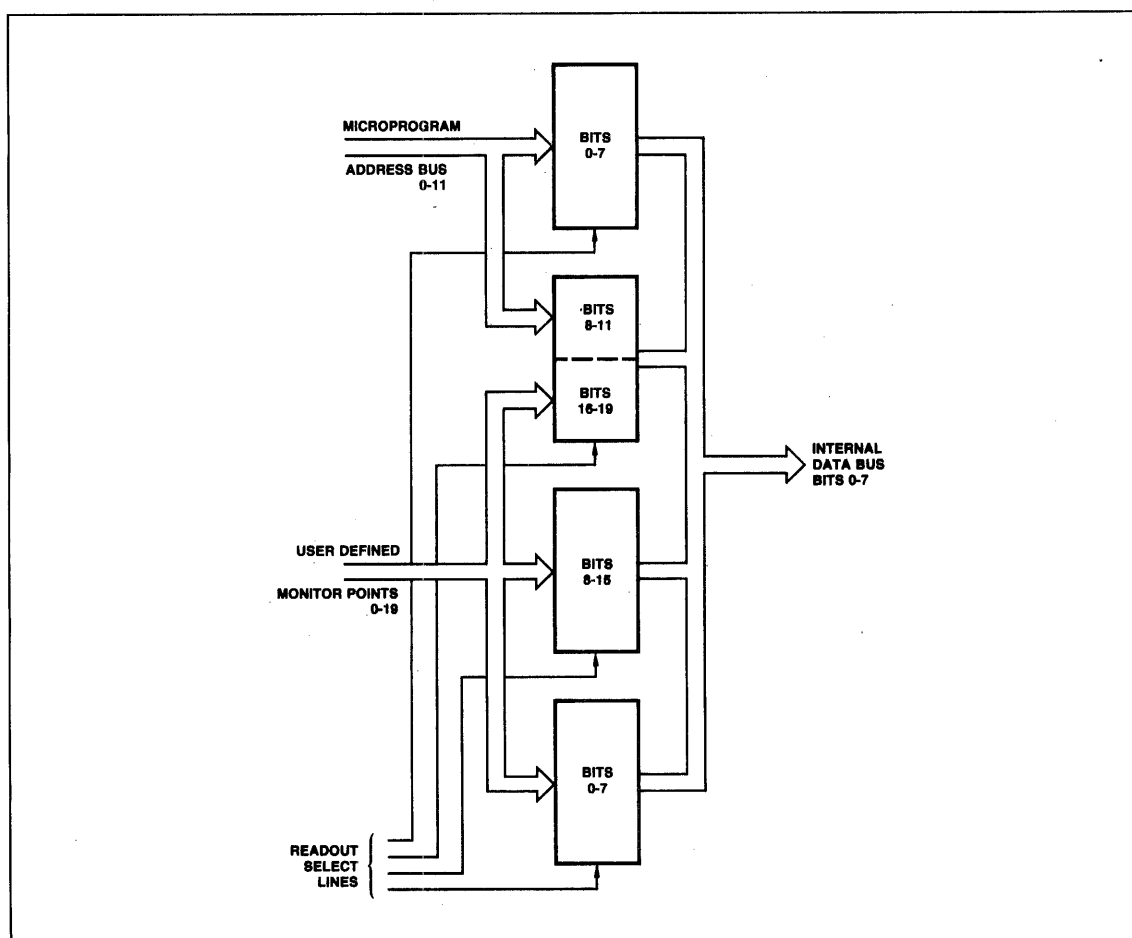 MICROPROGRAM
ADDRESS BUS
0-11
BITS
0-7
BITS
8-11
BITS
16-19
USER DEFINED
MONITOR POINTS
0-19
BITS
8-15
BITS
0-7
INTERNAL
DATA BUS
BITS 0-7
READOUT
SELECT
LINES